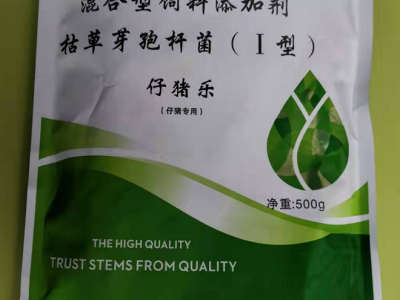 混合型饲料添加剂
枯草芽孢杆菌（Ⅰ型）
仔猪乐
（仔猪专用）
净重:500g
THE HIGH QUALITY
TRUST STEMS FROM QUALITY